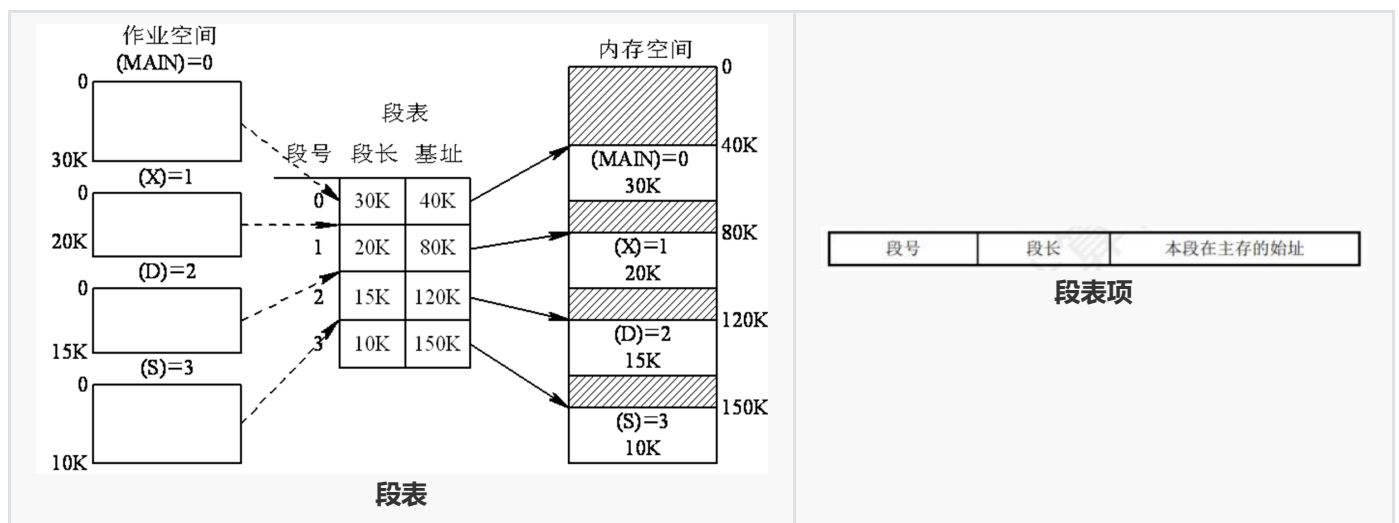 作业空间
(MAIN)=0
0
30K
(X)=1
0
20K
(D)=2
0
15K
(S)=3
0
10K
段表
段号 段长 基址
0 30K 40K
1 20K 80K
2 15K 120K
3 10K 150K
内存空间
0
40K
(MAIN)=0
30K
80K
(X)=1
20K
120K
(D)=2
15K
150K
(S)=3
10K
段表
段号 段长 本段在主存的始址
段表项